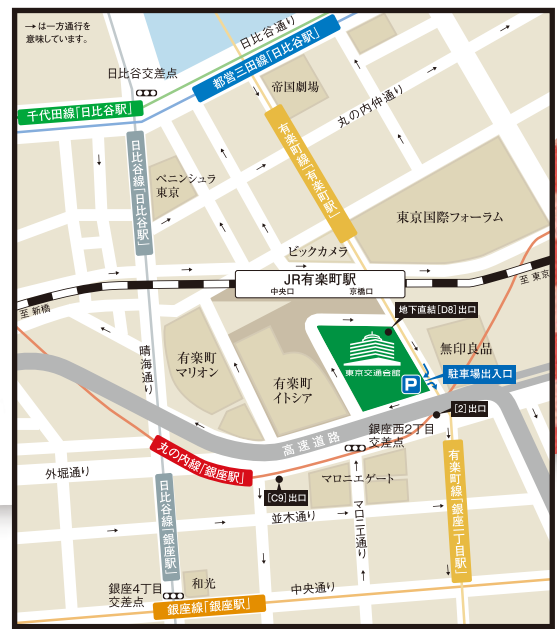 →は一方通行を
意味しています。
日比谷通り
都営三田線「日比谷駅」
日比谷交差点
千代田線「日比谷駅」
帝国劇場
丸の内仲通り
日比谷線「日比谷駅」
有楽町線「有楽町駅」
ペニンシュラ
東京
東京国際フォーラム
ビックカメラ
JR有楽町駅
中央口
京橋口
至 東京
至 新橋
地下直結[D8]出口
晴海通り
有楽町
マリオン
有楽町
イトシア
東京交通会館
無印良品
P
駐車場出入口
[2]出口
高速道路
銀座西2丁目
交差点
丸の内線「銀座駅」
外堀通り
マロニエゲート
[C9]出口
並木通り
マロニエ通り
有楽町線「銀座一丁目駅」
日比谷線「銀座駅」
和光
銀座4丁目
交差点
中央通り
銀座線「銀座駅」